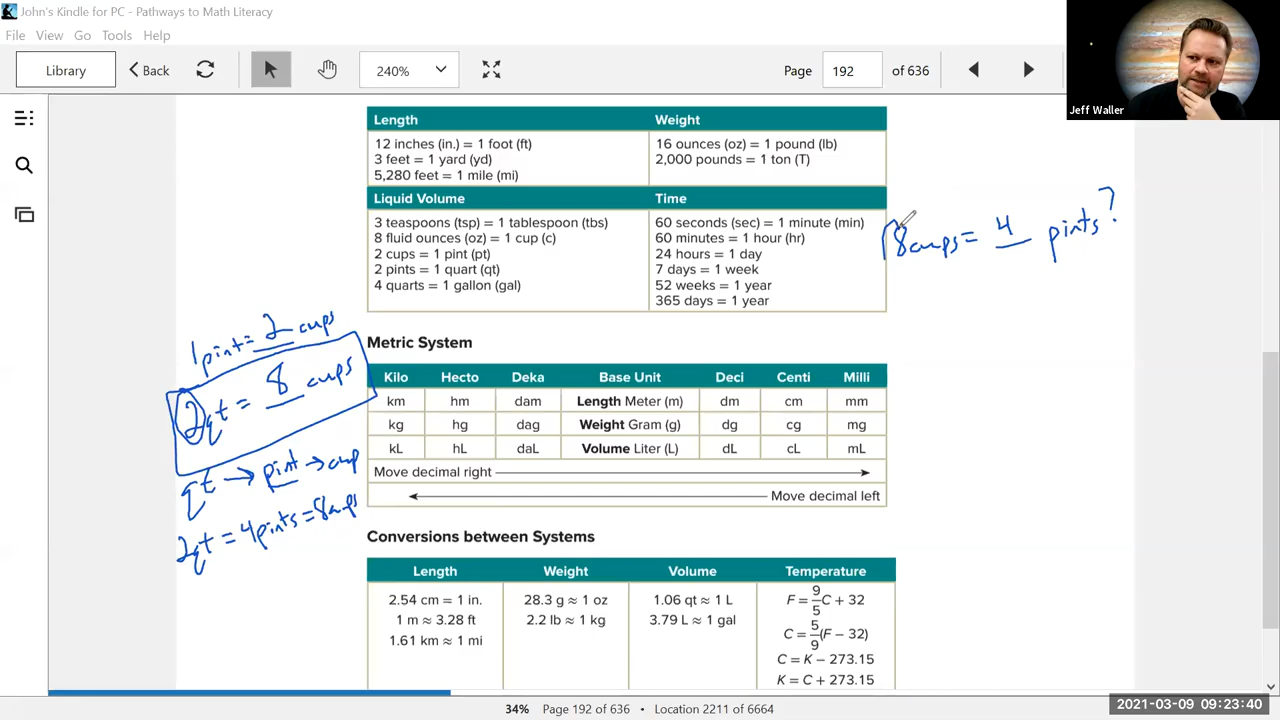 John's Kindle for PC - Pathways to Math Literacy
File View Go Tools Help
Library Back 240% Page 192 of 636
Jeff Waller
Length Weight
12 inches (in.) = 1 foot (ft) 16 ounces (oz) = 1 pound (lb)
3 feet = 1 yard (yd) 2,000 pounds = 1 ton (T)
5,280 feet = 1 mile (mi)
Liquid Volume Time
3 teaspoons (tsp) = 1 tablespoon (tbs) 60 seconds (sec) = 1 minute (min)
8 fluid ounces (oz) = 1 cup (c) 60 minutes = 1 hour (hr)
2 cups = 1 pint (pt) 24 hours = 1 day
2 pints = 1 quart (qt) 7 days = 1 week
4 quarts = 1 gallon (gal) 52 weeks = 1 year
365 days = 1 year
8 cups = 4 pints?
1 pint = 2 cups
2qt = 8 cups
qt → pint → cup
2qt = 4 pints = 8 cups
Metric System
Kilo Hecto Deka Base Unit Deci Centi Milli
km hm dam Length Meter (m) dm cm mm
kg hg dag Weight Gram (g) dg cg mg
kL hL daL Volume Liter (L) dL cL mL
Move decimal right
Move decimal left
Conversions between Systems
Length Weight Volume Temperature
2.54 cm = 1 in. 28.3 g ≈ 1 oz 1.06 qt ≈ 1 L F = 9/5 C + 32
1 m ≈ 3.28 ft 2.2 lb ≈ 1 kg 3.79 L ≈ 1 gal C = 5/9 (F − 32)
1.61 km ≈ 1 mi C = K − 273.15
K = C + 273.15
34% Page 192 of 636 • Location 2211 of 6664
2021-03-09 09:23:40